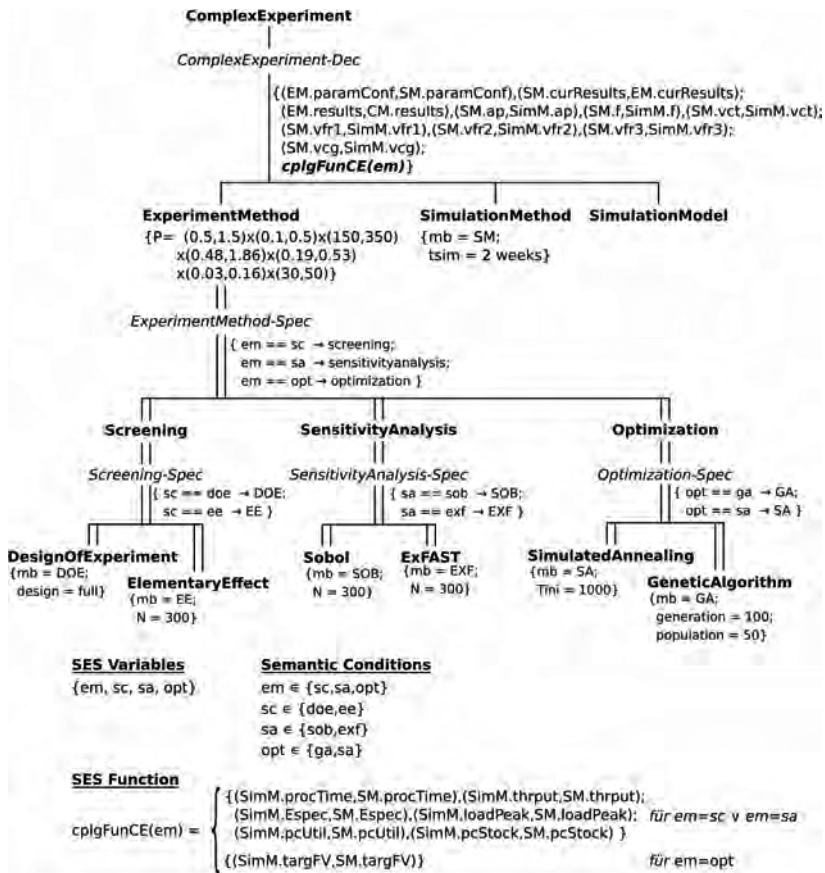 ComplexExperiment
ComplexExperiment-Dec
{(EM.paramConf,SM.paramConf),(SM.curResults,EM.curResults);
(EM.results,CM.results),(SM.ap,SimM.ap),(SM.f,SimM.f),(SM.vct,SimM.vct);
(SM.vfr1,SimM.vfr1),(SM.vfr2,SimM.vfr2),(SM.vfr3,SimM.vfr3);
(SM.vcg,SimM.vcg);
cplgFunCE(em)}
ExperimentMethod SimulationMethod SimulationModel
{P= (0.5,1.5)x(0.1,0.5)x(150,350) {mb = SM;
x(0.48,1.86)x(0.19,0.53) tsim = 2 weeks}
x(0.03,0.16)x(30,50)}
ExperimentMethod-Spec
{ em == sc → screening;
em == sa → sensitivityanalysis;
em == opt → optimization }
Screening SensitivityAnalysis Optimization
Screening-Spec SensitivityAnalysis-Spec Optimization-Spec
{ sc == doe → DOE; { sa == sob → SOB; { opt == ga → GA;
sc == ee → EE } sa == exf → EXF } opt == sa → SA }
DesignOfExperiment Sobol ExFAST SimulatedAnnealing
{mb = DOE; {mb = SOB; {mb = EXF; {mb = SA;
design = full} N = 300} N = 300} Tini = 1000}
ElementaryEffect GeneticAlgorithm
{mb = EE; {mb = GA;
N = 300} generation = 100;
population = 50}
SES Variables Semantic Conditions
{em, sc, sa, opt} em ∈ {sc,sa,opt}
sc ∈ {doe,ee}
sa ∈ {sob,exf}
opt ∈ {ga,sa}
SES Function
{(SimM.procTime,SM.procTime),(SimM.thrput,SM.thrput);
cplgFunCE(em) = (SimM.Espec,SM.Espec),(SimM.loadPeak,SM.loadPeak); für em=sc v em=sa
(SimM.pcUtil,SM.pcUtil),(SimM.pcStock,SM.pcStock) }
{(SimM.targFV,SM.targFV)} für em=opt